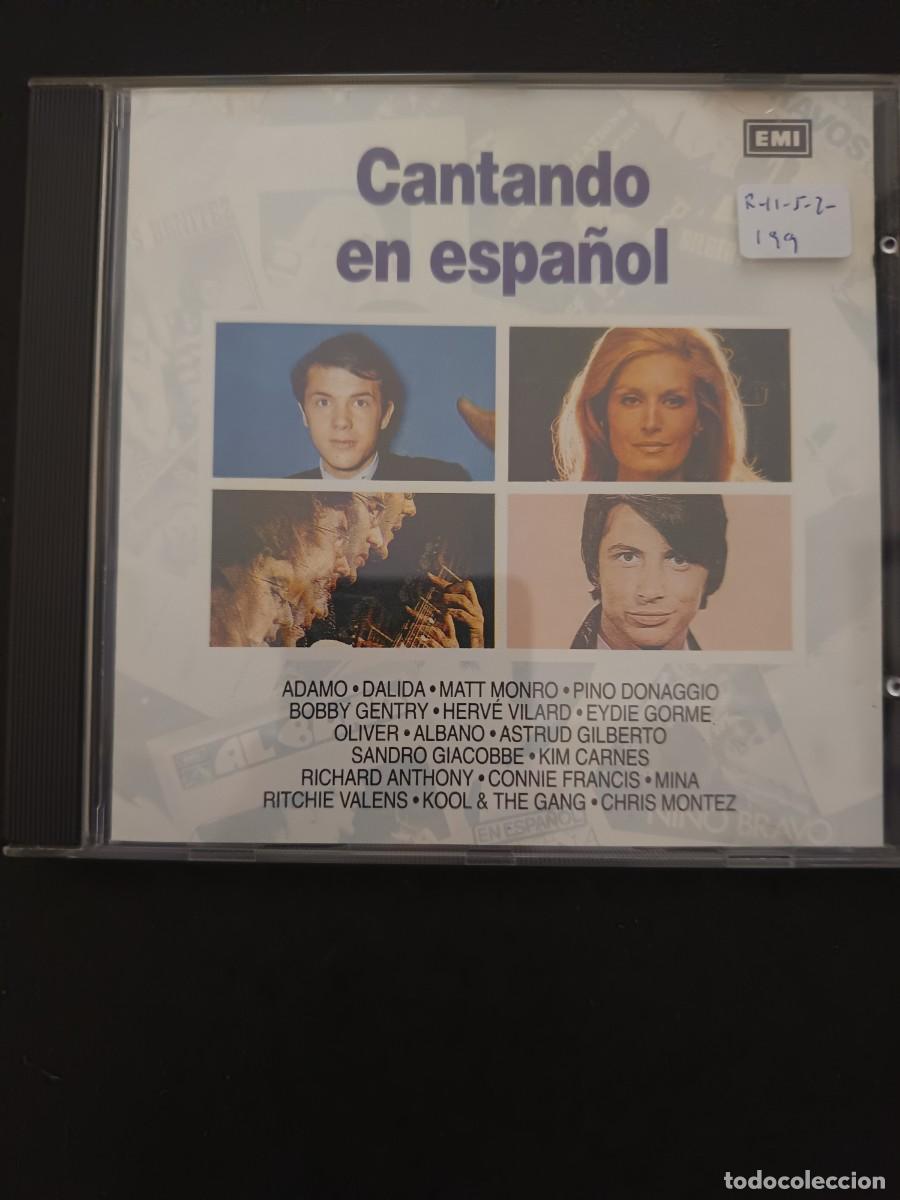 EMI
Cantando
en español
R-11-5-2-
199
ADAMO • DALIDA • MATT MONRO • PINO DONAGGIO
BOBBY GENTRY • HERVÉ VILARD • EYDIE GORME
OLIVER • ALBANO • ASTRUD GILBERTO
SANDRO GIACOBBE • KIM CARNES
RICHARD ANTHONY • CONNIE FRANCIS • MINA
RITCHIE VALENS • KOOL & THE GANG • CHRIS MONTEZ
EN ESPAÑOL
NINO BRAVO
todocoleccion